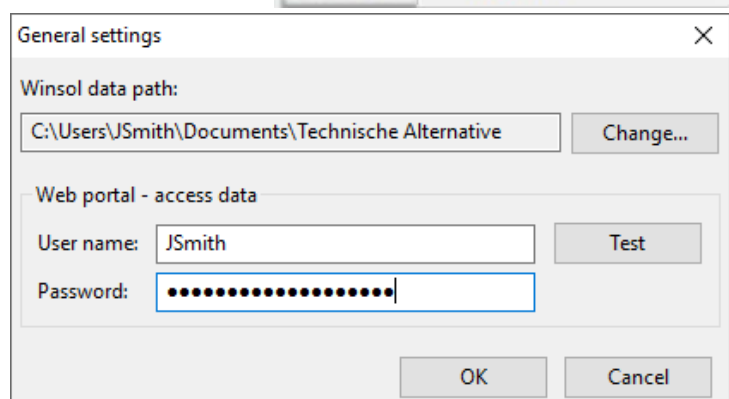 General settings
Winsol data path:
C:\Users\JSmith\Documents\Technische Alternative
Change...
Web portal - access data
User name:
JSmith
Test
Password:
●●●●●●●●●●●●●●●●●●●
OK
Cancel